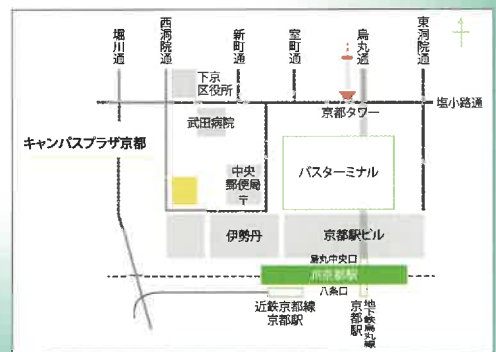 堀川通
西洞院通
新町通
室町通
烏丸通
東洞院通
下京
区役所
塩小路通
京都タワー
武田病院
キャンパスプラザ京都
バスターミナル
中央
郵便局
〒
伊勢丹
京都駅ビル
烏丸中央口
JR京都駅
八条口
近鉄京都線
京都駅
地下鉄烏丸線
京都駅